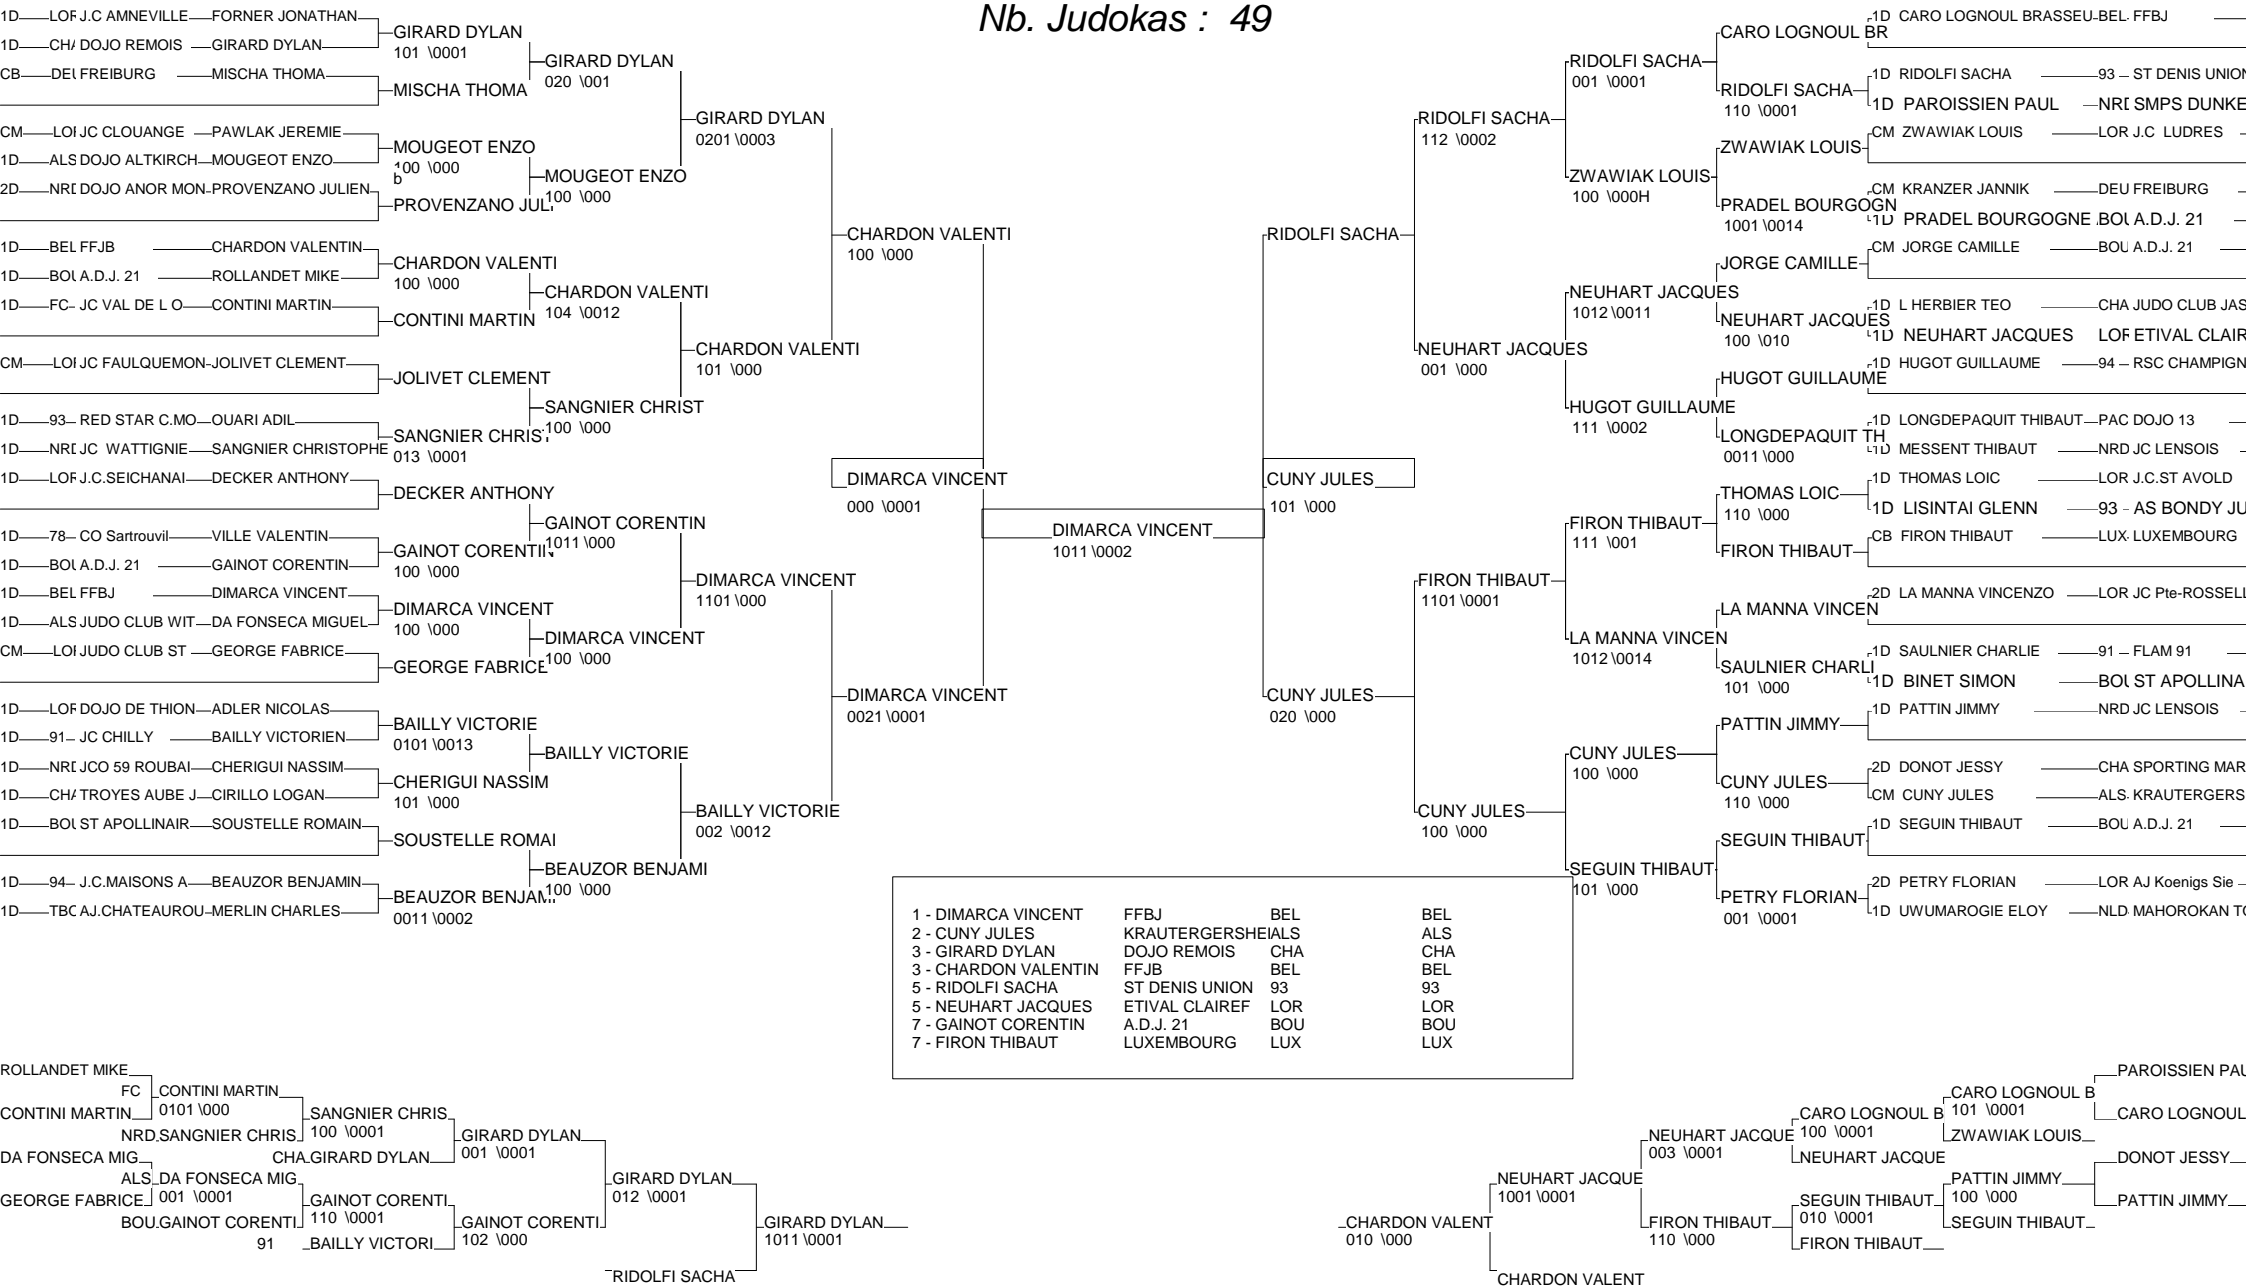 Nb. Judokas : 49
1D LOR J.C AMNEVILLE FORNER JONATHAN
1D CHA DOJO REMOIS GIRARD DYLAN
CB DEU FREIBURG MISCHA THOMA
CM LOR JC CLOUANGE PAWLAK JEREMIE
1D ALS DOJO ALTKIRCH MOUGEOT ENZO
2D NRD DOJO ANOR MON PROVENZANO JULIEN
1D BEL FFJB CHARDON VALENTIN
1D BOU A.D.J. 21 ROLLANDET MIKE
1D FC JC VAL DE L O CONTINI MARTIN
CM LOR JC FAULQUEMON JOLIVET CLEMENT
1D 93 RED STAR C.MO OUARI ADIL
1D NRD JC WATTIGNIE SANGNIER CHRISTOPHE
1D LOR J.C.SEICHANAI DECKER ANTHONY
1D 78 CO Sartrouvil VILLE VALENTIN
1D BOU A.D.J. 21 GAINOT CORENTIN
1D BEL FFBJ DIMARCA VINCENT
1D ALS JUDO CLUB WIT DA FONSECA MIGUEL
CM LOR JUDO CLUB ST GEORGE FABRICE
1D LOR DOJO DE THION ADLER NICOLAS
1D 91 JC CHILLY BAILLY VICTORIEN
1D NRD JCO 59 ROUBAI CHERIGUI NASSIM
1D CHA TROYES AUBE J CIRILLO LOGAN
1D BOU ST APOLLINAIR SOUSTELLE ROMAIN
1D 94 J.C.MAISONS A BEAUZOR BENJAMIN
1D TBO AJ.CHATEAUROU MERLIN CHARLES
GIRARD DYLAN
101 \0001
MISCHA THOMA
MOUGEOT ENZO
100 \000
b
PROVENZANO JULI
CHARDON VALENTI
100 \000
CONTINI MARTIN
JOLIVET CLEMENT
SANGNIER CHRIS
013 \0001
DECKER ANTHONY
GAINOT CORENTIN
100 \000
DIMARCA VINCENT
100 \000
GEORGE FABRICE
BAILLY VICTORIE
0101 \0013
CHERIGUI NASSIM
101 \000
SOUSTELLE ROMAI
BEAUZOR BENJAMI
0011 \0002
GIRARD DYLAN
020 \001
MOUGEOT ENZO
100 \000
CHARDON VALENTI
104 \0012
SANGNIER CHRIST
100 \000
GAINOT CORENTIN
1011 \000
DIMARCA VINCENT
100 \000
BAILLY VICTORIE
BEAUZOR BENJAMI
100 \000
GIRARD DYLAN
0201 \0003
CHARDON VALENTI
101 \000
DIMARCA VINCENT
1101 \000
BAILLY VICTORIE
002 \0012
CHARDON VALENTI
100 \000
DIMARCA VINCENT
000 \0001
DIMARCA VINCENT
0021 \0001
DIMARCA VINCENT
1011 \0002
RIDOLFI SACHA
CUNY JULES
101 \000
CUNY JULES
020 \000
RIDOLFI SACHA
112 \0002
NEUHART JACQUES
001 \000
FIRON THIBAUT
1101 \0001
CUNY JULES
100 \000
RIDOLFI SACHA
001 \0001
ZWAWIAK LOUIS
100 \000H
NEUHART JACQUES
1012 \0011
HUGOT GUILLAUME
111 \0002
FIRON THIBAUT
111 \001
LA MANNA VINCEN
1012 \0014
CUNY JULES
100 \000
SEGUIN THIBAUT
101 \000
CARO LOGNOUL BR
RIDOLFI SACHA
110 \0001
ZWAWIAK LOUIS
PRADEL BOURGOGN
1001 \0014
JORGE CAMILLE
NEUHART JACQUES
100 \010
HUGOT GUILLAUME
LONGDEPAQUIT TH
0011 \000
THOMAS LOIC
110 \000
FIRON THIBAUT
LA MANNA VINCEN
SAULNIER CHARLI
101 \000
PATTIN JIMMY
CUNY JULES
110 \000
SEGUIN THIBAUT
PETRY FLORIAN
001 \0001
1D CARO LOGNOUL BRASSEU BEL FFBJ
1D RIDOLFI SACHA 93 ST DENIS UNION
1D PAROISSIEN PAUL NRD SMPS DUNKE
CM ZWAWIAK LOUIS LOR J.C LUDRES
CM KRANZER JANNIK DEU FREIBURG
1D PRADEL BOURGOGNE BOU A.D.J. 21
CM JORGE CAMILLE BOU A.D.J. 21
1D L HERBIER TEO CHA JUDO CLUB JAS
1D NEUHART JACQUES LOR ETIVAL CLAIR
1D HUGOT GUILLAUME 94 RSC CHAMPIGN
1D LONGDEPAQUIT THIBAUT PAC DOJO 13
1D MESSENT THIBAUT NRD JC LENSOIS
1D THOMAS LOIC LOR J.C.ST AVOLD
1D LISINTAI GLENN 93 AS BONDY JU
CB FIRON THIBAUT LUX LUXEMBOURG
2D LA MANNA VINCENZO LOR JC Pte-ROSSELL
1D SAULNIER CHARLIE 91 FLAM 91
1D BINET SIMON BOU ST APOLLINA
1D PATTIN JIMMY NRD JC LENSOIS
2D DONOT JESSY CHA SPORTING MAR
CM CUNY JULES ALS KRAUTERGERS
1D SEGUIN THIBAUT BOU A.D.J. 21
2D PETRY FLORIAN LOR AJ Koenigs Sie
1D UWUMAROGIE ELOY NLD MAHOROKAN TO
1 - DIMARCA VINCENT FFBJ BEL BEL
2 - CUNY JULES KRAUTERGERSHEI ALS ALS
3 - GIRARD DYLAN DOJO REMOIS CHA CHA
3 - CHARDON VALENTIN FFJB BEL BEL
5 - RIDOLFI SACHA ST DENIS UNION 93 93
5 - NEUHART JACQUES ETIVAL CLAIREF LOR LOR
7 - GAINOT CORENTIN A.D.J. 21 BOU BOU
7 - FIRON THIBAUT LUXEMBOURG LUX LUX
ROLLANDET MIKE
CONTINI MARTIN
DA FONSECA MIG
GEORGE FABRICE
FC CONTINI MARTIN
0101 \000
NRD SANGNIER CHRIS
ALS DA FONSECA MIG
001 \0001
BOU GAINOT CORENTI
SANGNIER CHRIS
100 \0001
CHA GIRARD DYLAN
GAINOT CORENTI
110 \0001
91 BAILLY VICTORI
GIRARD DYLAN
001 \0001
GAINOT CORENTI
102 \000
GIRARD DYLAN
012 \0001
RIDOLFI SACHA
GIRARD DYLAN
1011 \0001
CHARDON VALENT
010 \000
NEUHART JACQUE
1001 \0001
CHARDON VALENT
NEUHART JACQUE
003 \0001
FIRON THIBAUT
110 \000
CARO LOGNOUL B
100 \0001
NEUHART JACQUE
SEGUIN THIBAUT
010 \0001
FIRON THIBAUT
CARO LOGNOUL B
101 \0001
ZWAWIAK LOUIS
PATTIN JIMMY
100 \000
SEGUIN THIBAUT
PAROISSIEN PAU
CARO LOGNOUL
DONOT JESSY
PATTIN JIMMY